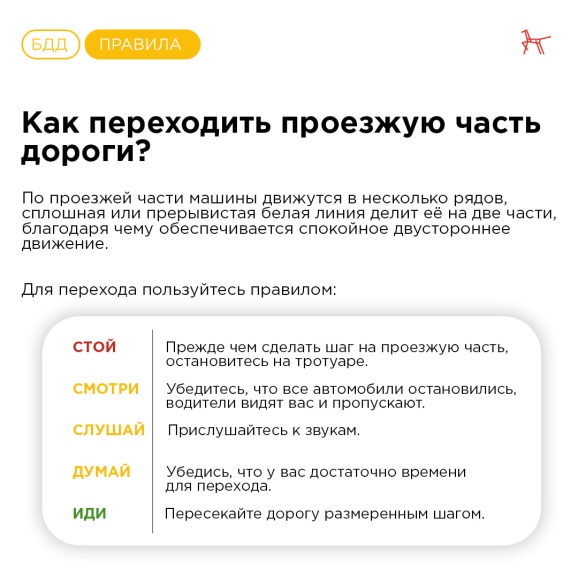 БДД ПРАВИЛА
Как переходить проезжую часть
дороги?
По проезжей части машины движутся в несколько рядов,
сплошная или прерывистая белая линия делит её на две части,
благодаря чему обеспечивается спокойное двустороннее
движение.
Для перехода пользуйтесь правилом:
СТОЙ Прежде чем сделать шаг на проезжую часть,
остановитесь на тротуаре.
СМОТРИ Убедитесь, что все автомобили остановились,
водители видят вас и пропускают.
СЛУШАЙ Прислушайтесь к звукам.
ДУМАЙ Убедись, что у вас достаточно времени
для перехода.
ИДИ Пересекайте дорогу размеренным шагом.